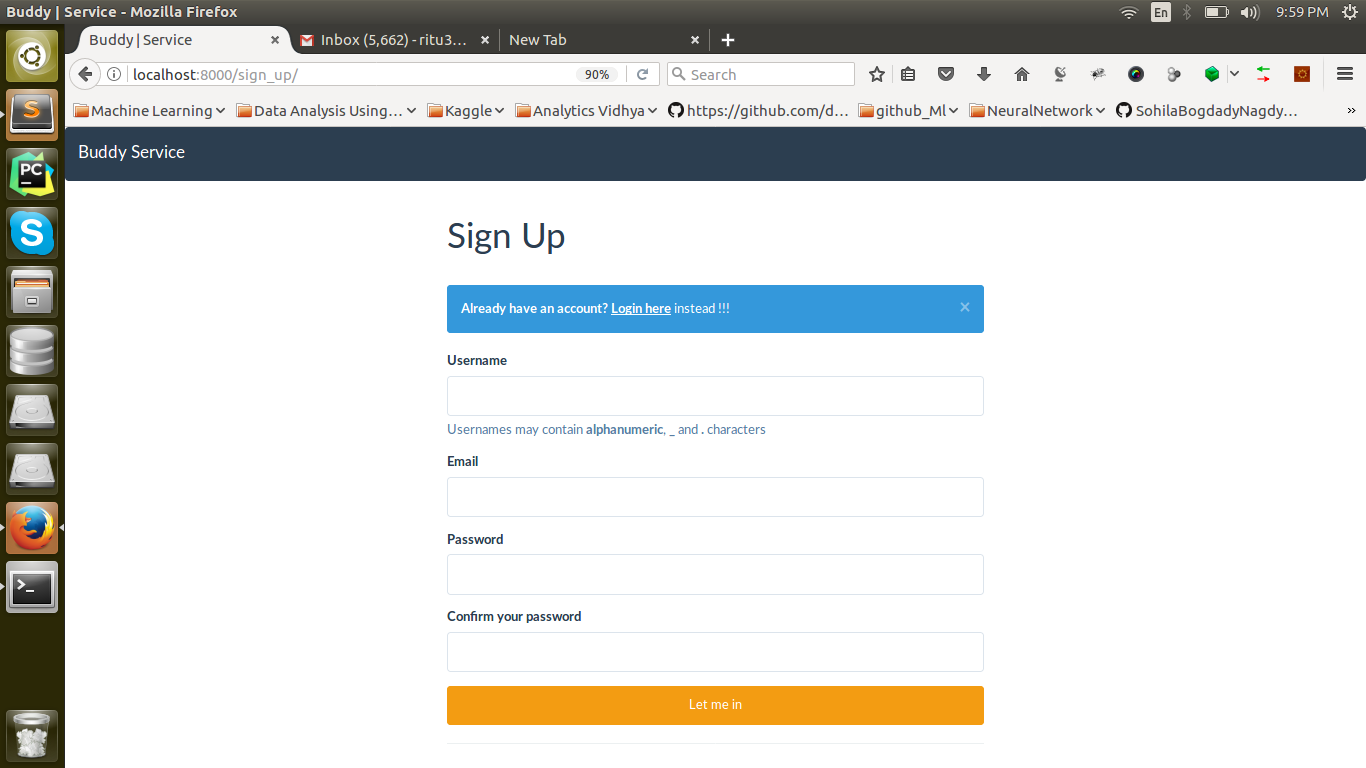 Buddy | Service - Mozilla Firefox
En
9:59 PM
Buddy | Service
Inbox (5,662) - ritu3...
New Tab
localhost:8000/sign_up/
90%
Search
Machine Learning
Data Analysis Using...
Kaggle
Analytics Vidhya
https://github.com/d...
github_Ml
NeuralNetwork
SohilaBogdadyNagdy...
Buddy Service
Sign Up
Already have an account? Login here instead !!!
×
Username
Usernames may contain alphanumeric, _ and . characters
Email
Password
Confirm your password
Let me in
S
PC
S
>_